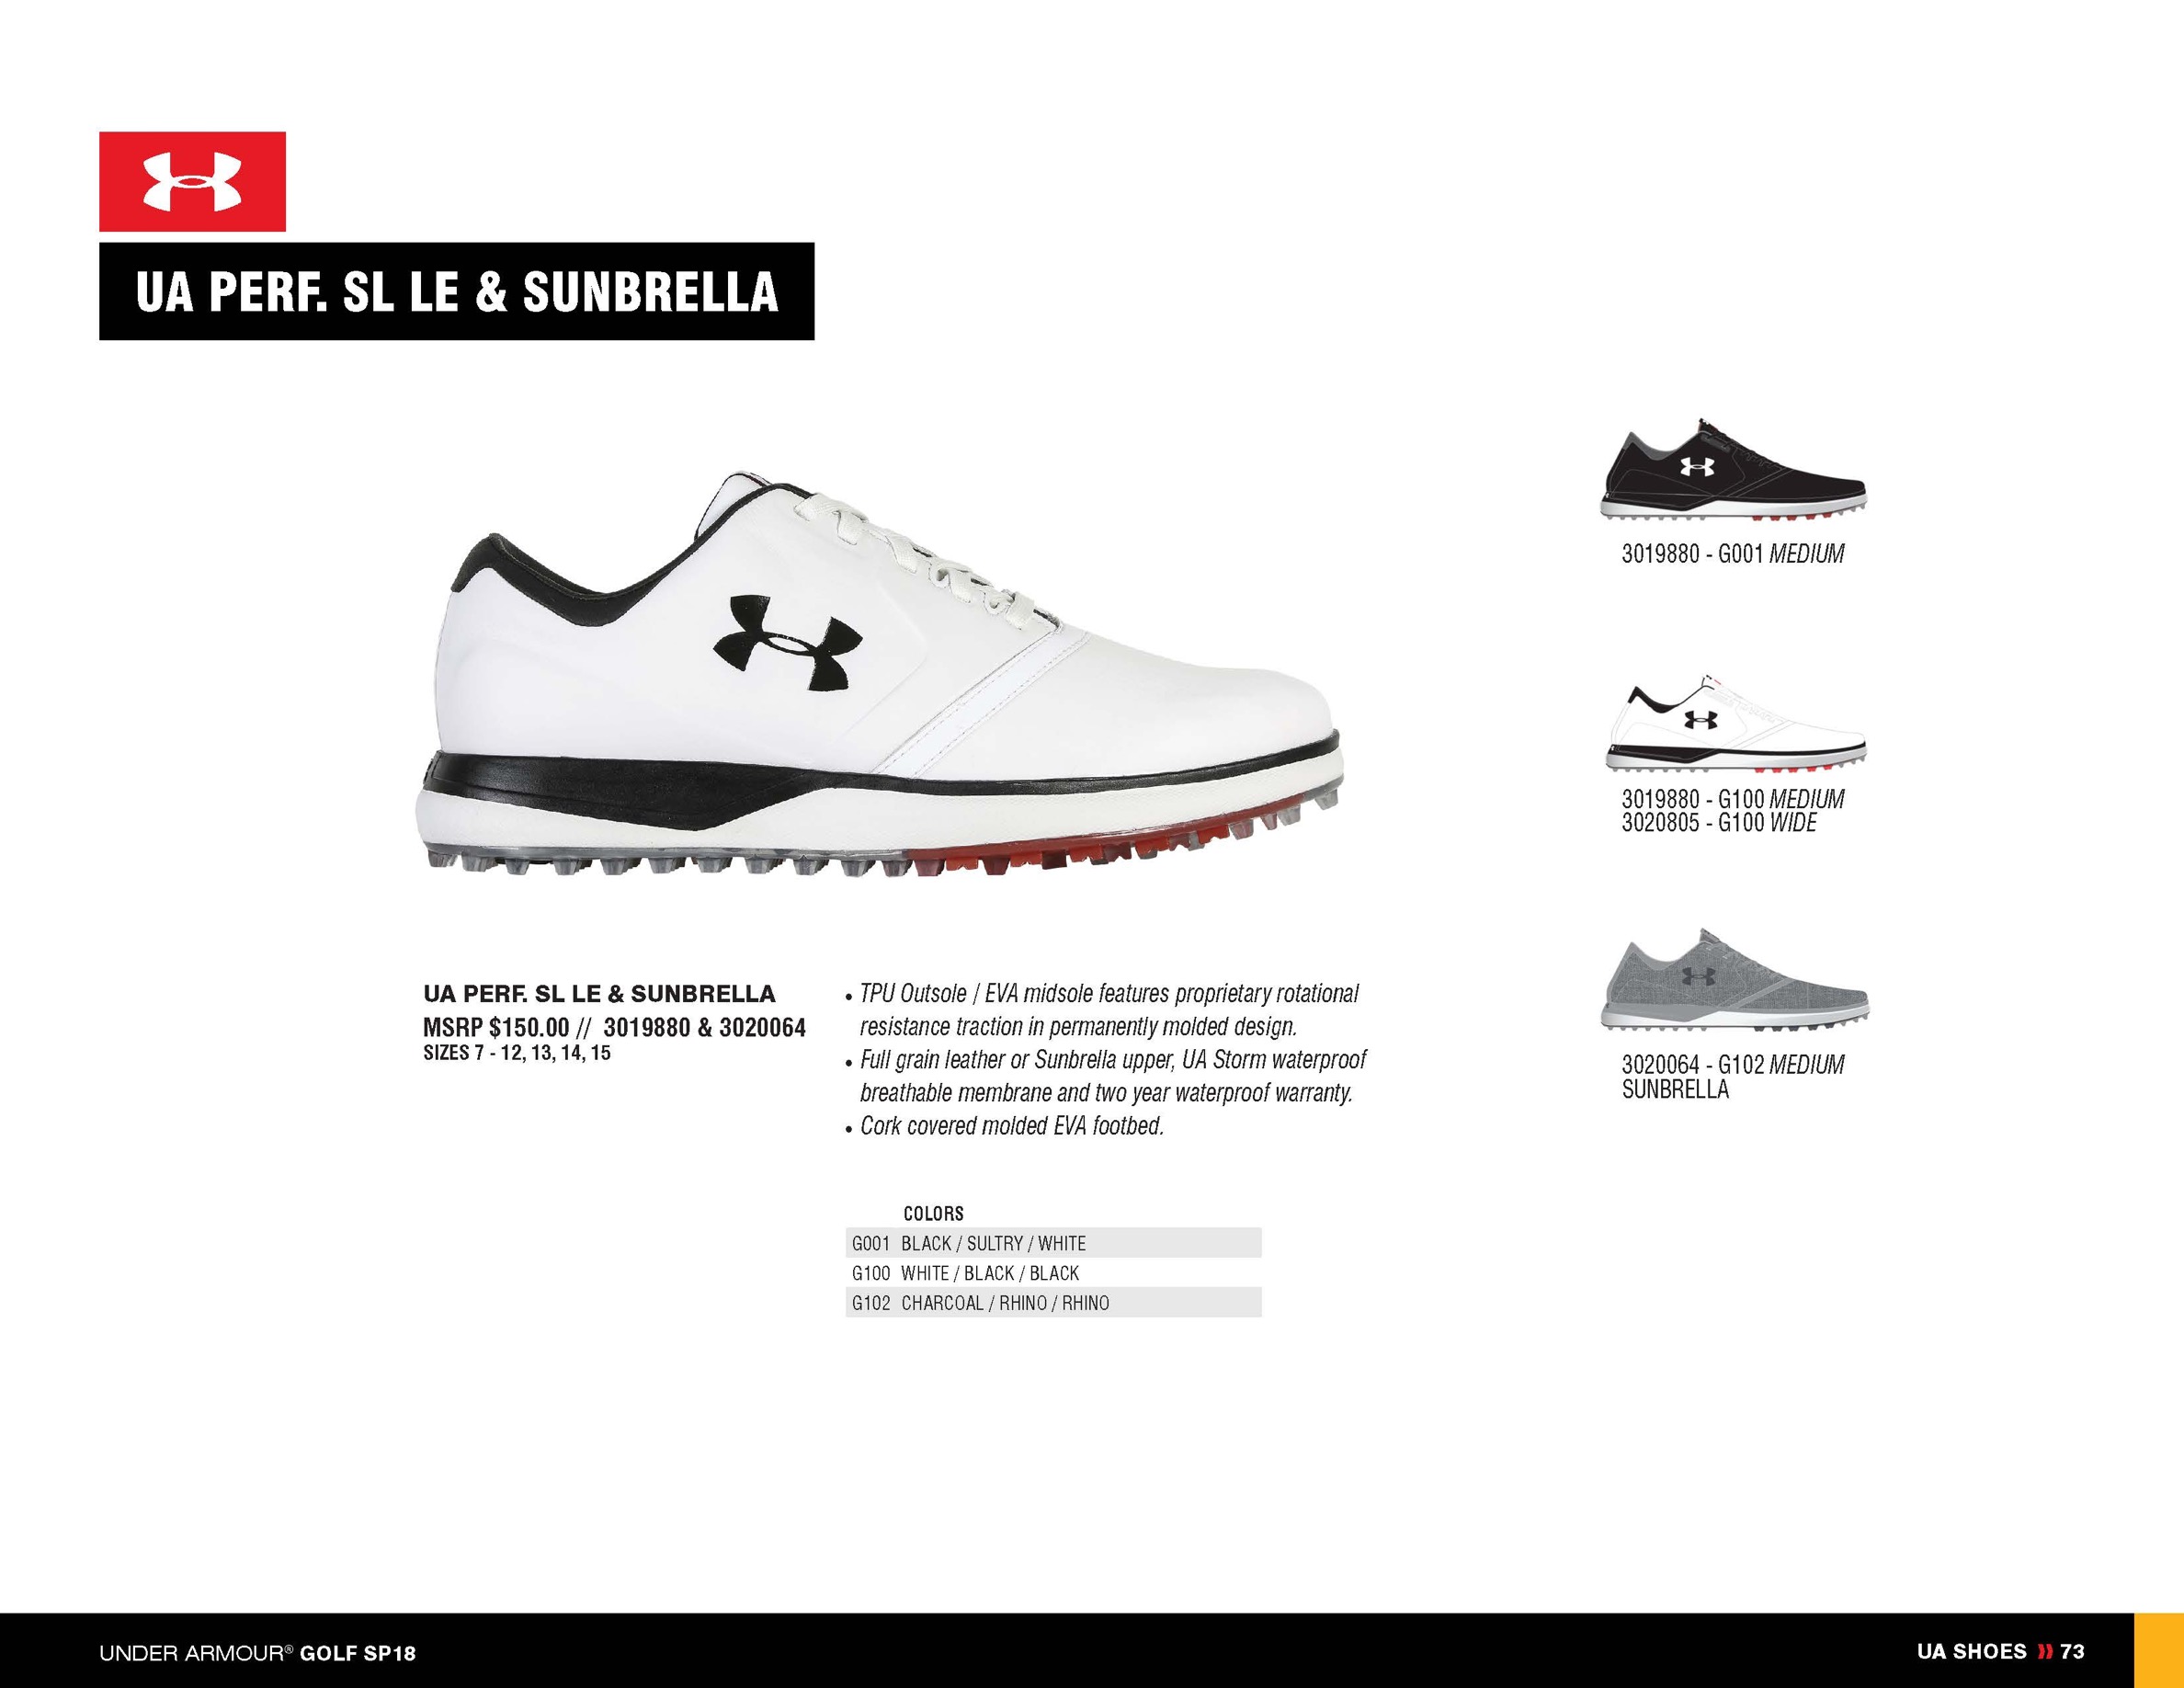 UA PERF. SL LE & SUNBRELLA
3019880 - G001 MEDIUM
3019880 - G100 MEDIUM
3020805 - G100 WIDE
3020064 - G102 MEDIUM
SUNBRELLA
UA PERF. SL LE & SUNBRELLA
MSRP $150.00 // 3019880 & 3020064
SIZES 7 - 12, 13, 14, 15
• TPU Outsole / EVA midsole features proprietary rotational
resistance traction in permanently molded design.
• Full grain leather or Sunbrella upper, UA Storm waterproof
breathable membrane and two year waterproof warranty.
• Cork covered molded EVA footbed.
COLORS
G001 BLACK / SULTRY / WHITE
G100 WHITE / BLACK / BLACK
G102 CHARCOAL / RHINO / RHINO
UNDER ARMOUR® GOLF SP18
UA SHOES 73